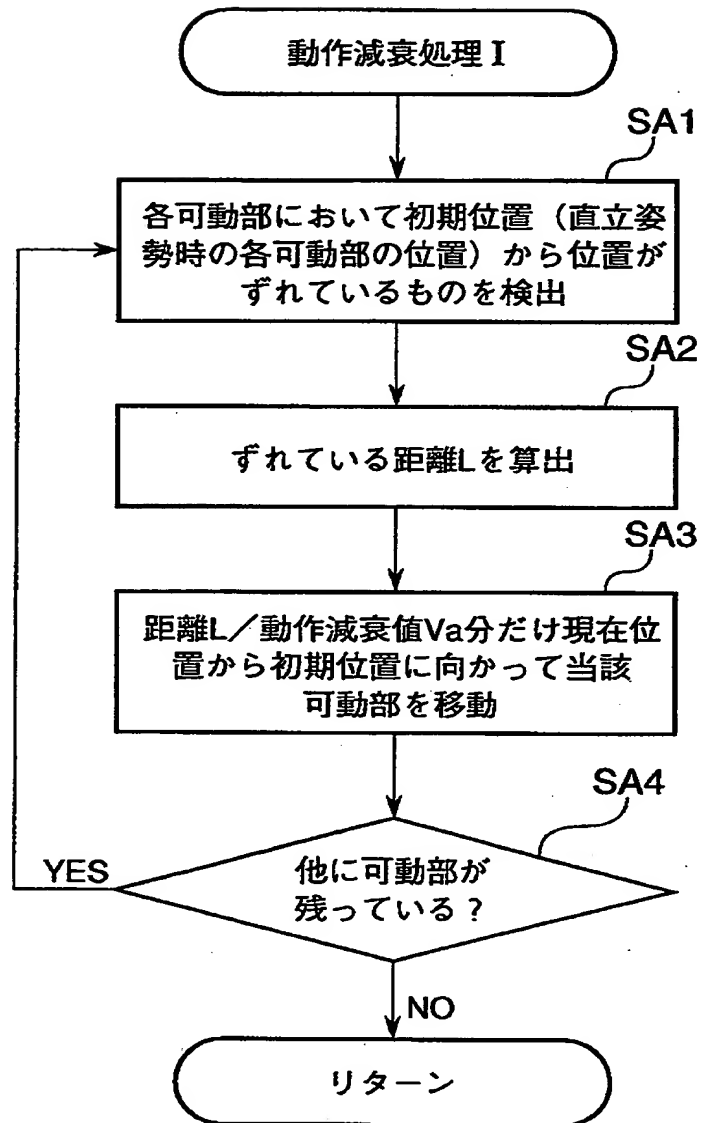 動作減衰処理Ⅰ
SA1
各可動部において初期位置（直立姿
勢時の各可動部の位置）から位置が
ずれているものを検出
SA2
ずれている距離Lを算出
SA3
距離L／動作減衰値Va分だけ現在位
置から初期位置に向かって当該
可動部を移動
SA4
他に可動部が
残っている？
YES
NO
リターン